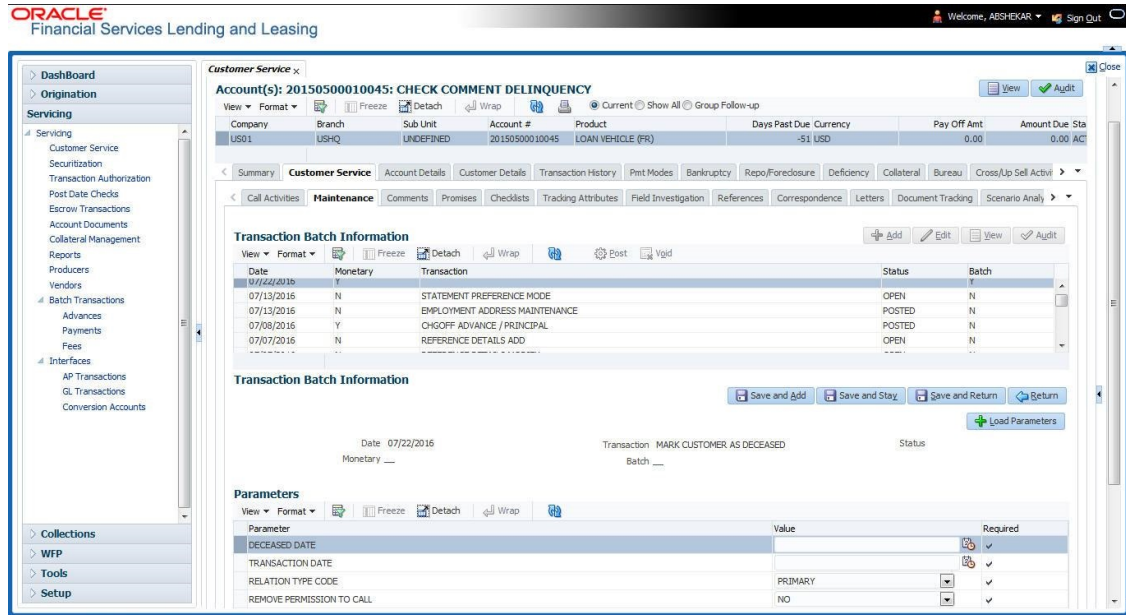 ORACLE
Financial Services Lending and Leasing
Welcome, ABSHEKAR Sign Out
Close
DashBoard
Origination
Servicing
Servicing
Customer Service
Securitization
Transaction Authorization
Post Date Checks
Escrow Transactions
Account Documents
Collateral Management
Reports
Producers
Vendors
Batch Transactions
Advances
Payments
Fees
Interfaces
AP Transactions
GL Transactions
Conversion Accounts
Collections
WFP
Tools
Setup
Customer Service x
Account(s): 20150500010045: CHECK COMMENT DELINQUENCY
View Audit
View Format Freeze Detach Wrap Current Show All Group Follow-up
Company Branch Sub Unit Account # Product Days Past Due Currency Pay Off Amt Amount Due Sta
US01 USHQ UNDEFINED 20150500010045 LOAN VEHICLE (FR) -51 USD 0.00 0.00 ACT
Summary Customer Service Account Details Customer Details Transaction History Pmt Modes Bankruptcy Repo/Foreclosure Deficiency Collateral Bureau Cross/Up Sell Activi
Call Activities Maintenance Comments Promises Checklists Tracking Attributes Field Investigation References Correspondence Letters Document Tracking Scenario Analy
Transaction Batch Information
Add Edit View Audit
View Format Freeze Detach Wrap Post Void
Date Monetary Transaction Status Batch
07/22/2016 Y Y
07/13/2016 N STATEMENT PREFERENCE MODE OPEN N
07/13/2016 N EMPLOYMENT ADDRESS MAINTENANCE POSTED N
07/08/2016 Y CHGOFF ADVANCE / PRINCIPAL POSTED N
07/07/2016 N REFERENCE DETAILS ADD OPEN N
Transaction Batch Information
Save and Add Save and Stay Save and Return Return
Load Parameters
Date 07/22/2016 Transaction MARK CUSTOMER AS DECEASED Status
Monetary Batch
Parameters
View Format Freeze Detach Wrap
Parameter Value Required
DECEASED DATE
TRANSACTION DATE
RELATION TYPE CODE PRIMARY
REMOVE PERMISSION TO CALL NO